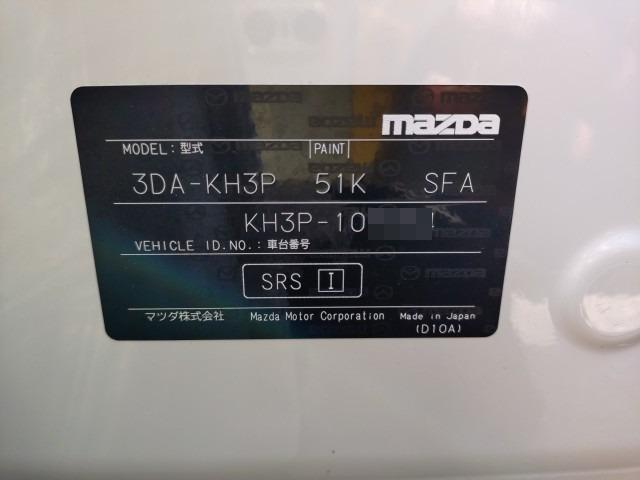 mazda
MODEL: 型式 PAINT
3DA-KH3P 51K SFA
KH3P-10 1
VEHICLE ID.NO.: 車台番号
SRS I
マツダ株式会社 Mazda Motor Corporation Made in Japan
(D10A)